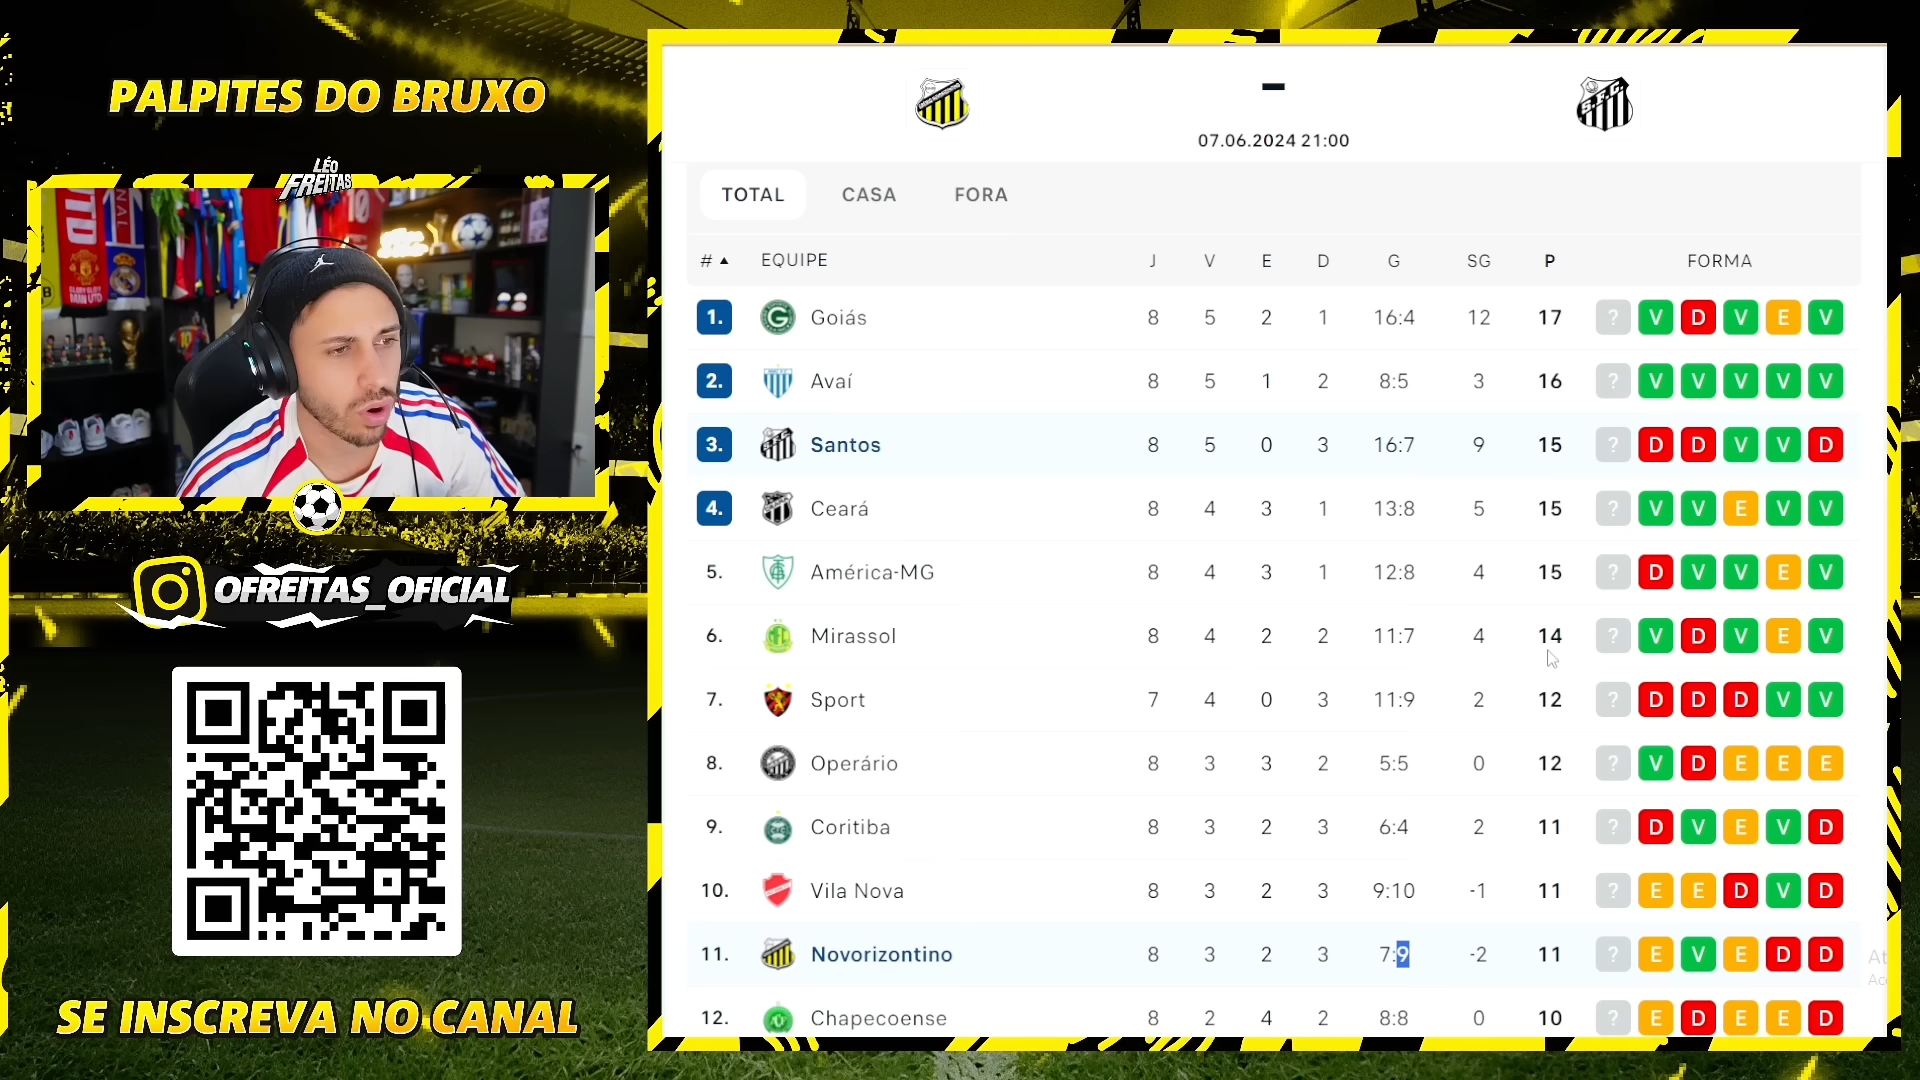 PALPITES DO BRUXO
LÉO
FREITAS
OFREITAS_OFICIAL
SE INSCREVA NO CANAL
-
07.06.2024 21:00
TOTAL CASA FORA
# EQUIPE J V E D G SG P FORMA
1. Goiás 8 5 2 1 16:4 12 17 ? V D V E V
2. Avaí 8 5 1 2 8:5 3 16 ? V V V V V
3. Santos 8 5 0 3 16:7 9 15 ? D D V V D
4. Ceará 8 4 3 1 13:8 5 15 ? V V E V V
5. América-MG 8 4 3 1 12:8 4 15 ? D V V E V
6. Mirassol 8 4 2 2 11:7 4 14 ? V D V E V
7. Sport 7 4 0 3 11:9 2 12 ? D D D V V
8. Operário 8 3 3 2 5:5 0 12 ? V D E E E
9. Coritiba 8 3 2 3 6:4 2 11 ? D V E V D
10. Vila Nova 8 3 2 3 9:10 -1 11 ? E E D V D
11. Novorizontino 8 3 2 3 7:9 -2 11 ? E V E D D
12. Chapecoense 8 2 4 2 8:8 0 10 ? E D E E D